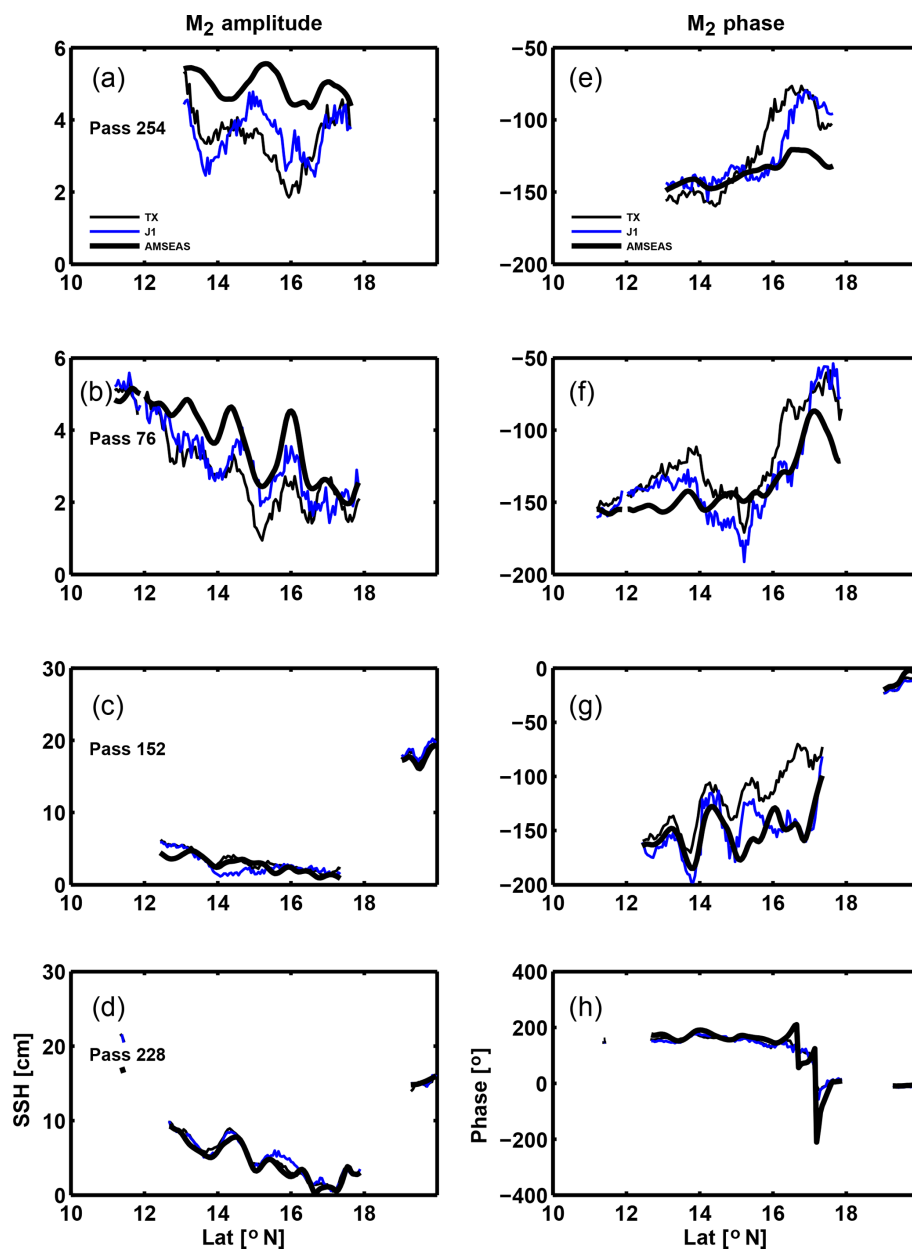 M2 amplitude
M2 phase
6
4
2
0
(a)
Pass 254
TX
J1
AMSEAS
10 12 14 16 18
−50
−100
−150
−200
(e)
TX
J1
AMSEAS
10 12 14 16 18
6
4
2
0
(b)
Pass 76
10 12 14 16 18
−50
−100
−150
−200
(f)
10 12 14 16 18
30
20
10
0
(c)
Pass 152
10 12 14 16 18
0
−50
−100
−150
−200
(g)
10 12 14 16 18
30
20
10
0
SSH [cm]
(d)
Pass 228
10 12 14 16 18
Lat [o N]
400
200
0
−200
−400
Phase [o]
(h)
10 12 14 16 18
Lat [o N]